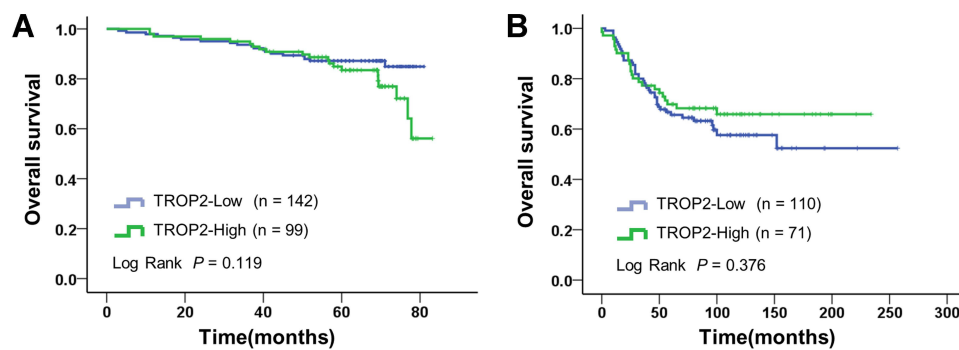 A
Overall survival
1.0
0.8
0.6
0.4
0.2
0.0
TROP2-Low (n = 142)
TROP2-High (n = 99)
Log Rank P = 0.119
0 20 40 60 80
Time(months)
B
Overall survival
1.0
0.8
0.6
0.4
0.2
0.0
TROP2-Low (n = 110)
TROP2-High (n = 71)
Log Rank P = 0.376
0 50 100 150 200 250 300
Time(months)